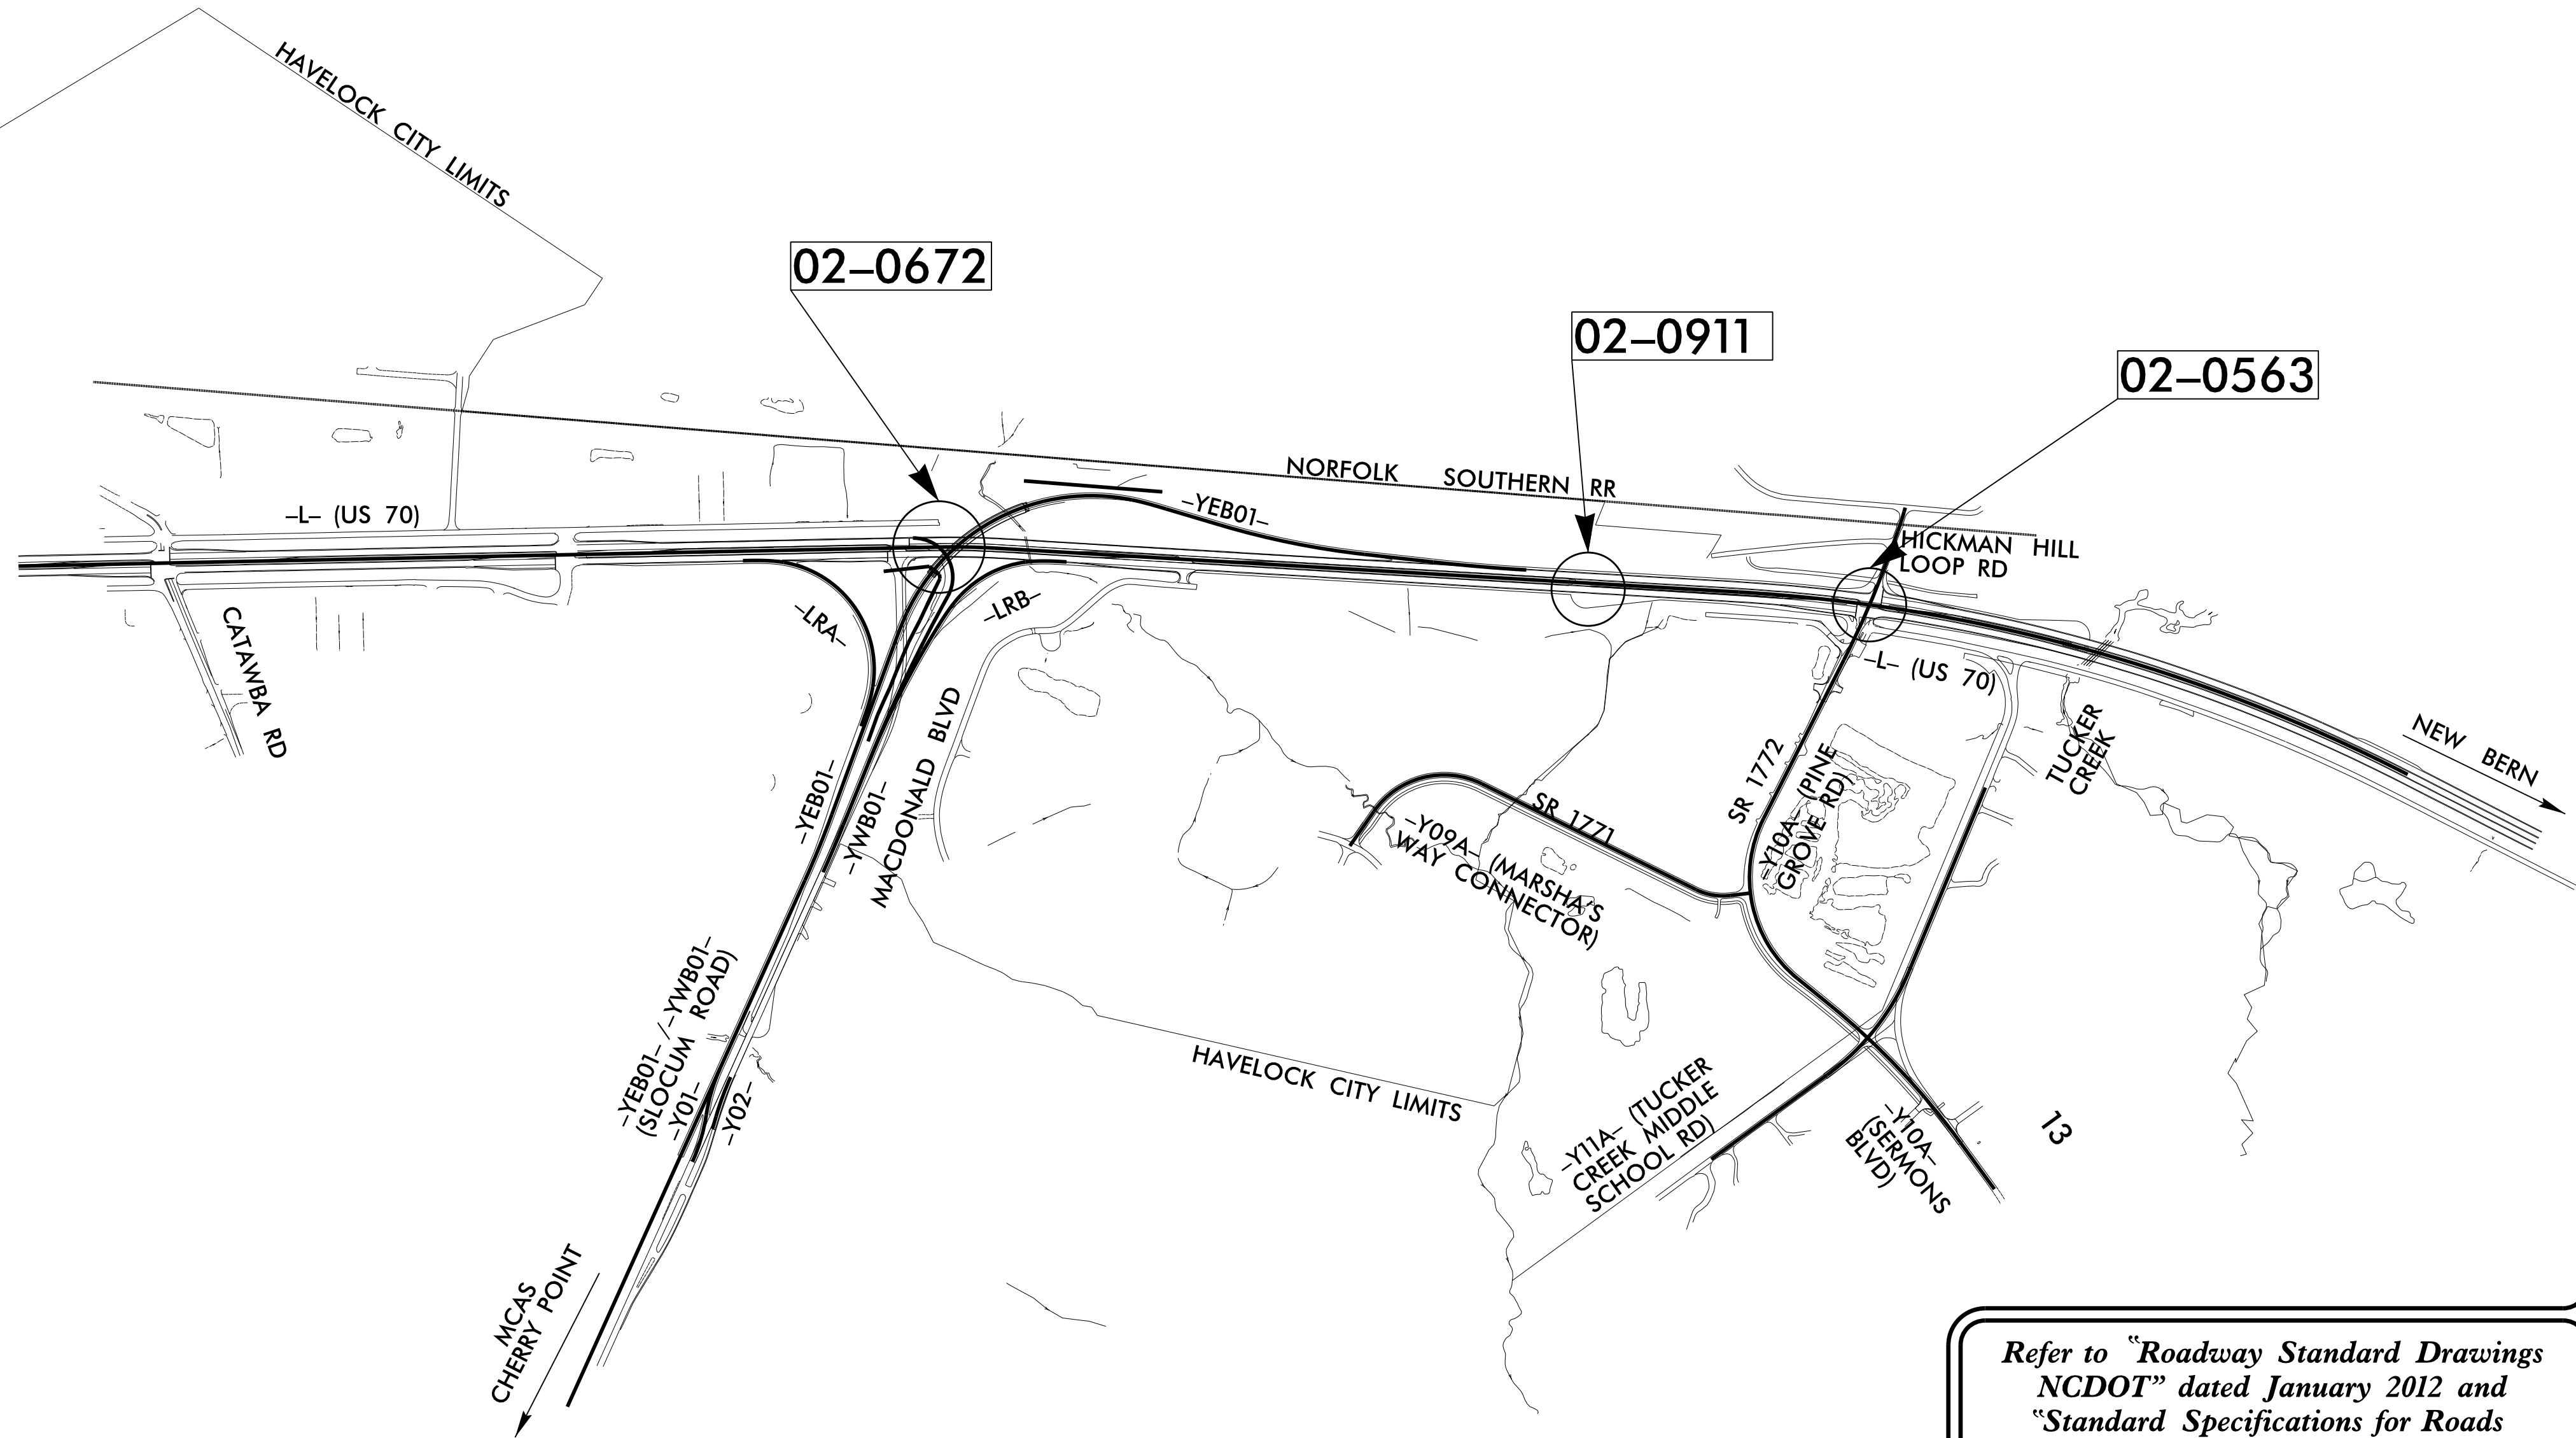 HAVELOCK CITY LIMITS
02-0672
02-0911
02-0563
NORFOLK SOUTHERN RR
-L- (US 70)
-YEB01-
HICKMAN HILL
LOOP RD
-LRA-
-LRB-
CATAWBA RD
-L- (US 70)
MACDONALD BLVD
TUCKER
CREEK
NEW BERN
-YEB01-
-YWB01-
SR 1772
-Y10A- (PINE
GROVE RD)
SR 1771
-Y09A- (MARSHA'S
WAY CONNECTOR)
-YEB01- / -YWB01-
(SLOCUM ROAD)
-Y01-
-Y02-
HAVELOCK CITY LIMITS
-Y11A- (TUCKER
CREEK MIDDLE
SCHOOL RD)
-Y10A-
(SERMONS
BLVD)
13
MCAS
CHERRY POINT
Refer to "Roadway Standard Drawings
NCDOT" dated January 2012 and
"Standard Specifications for Roads